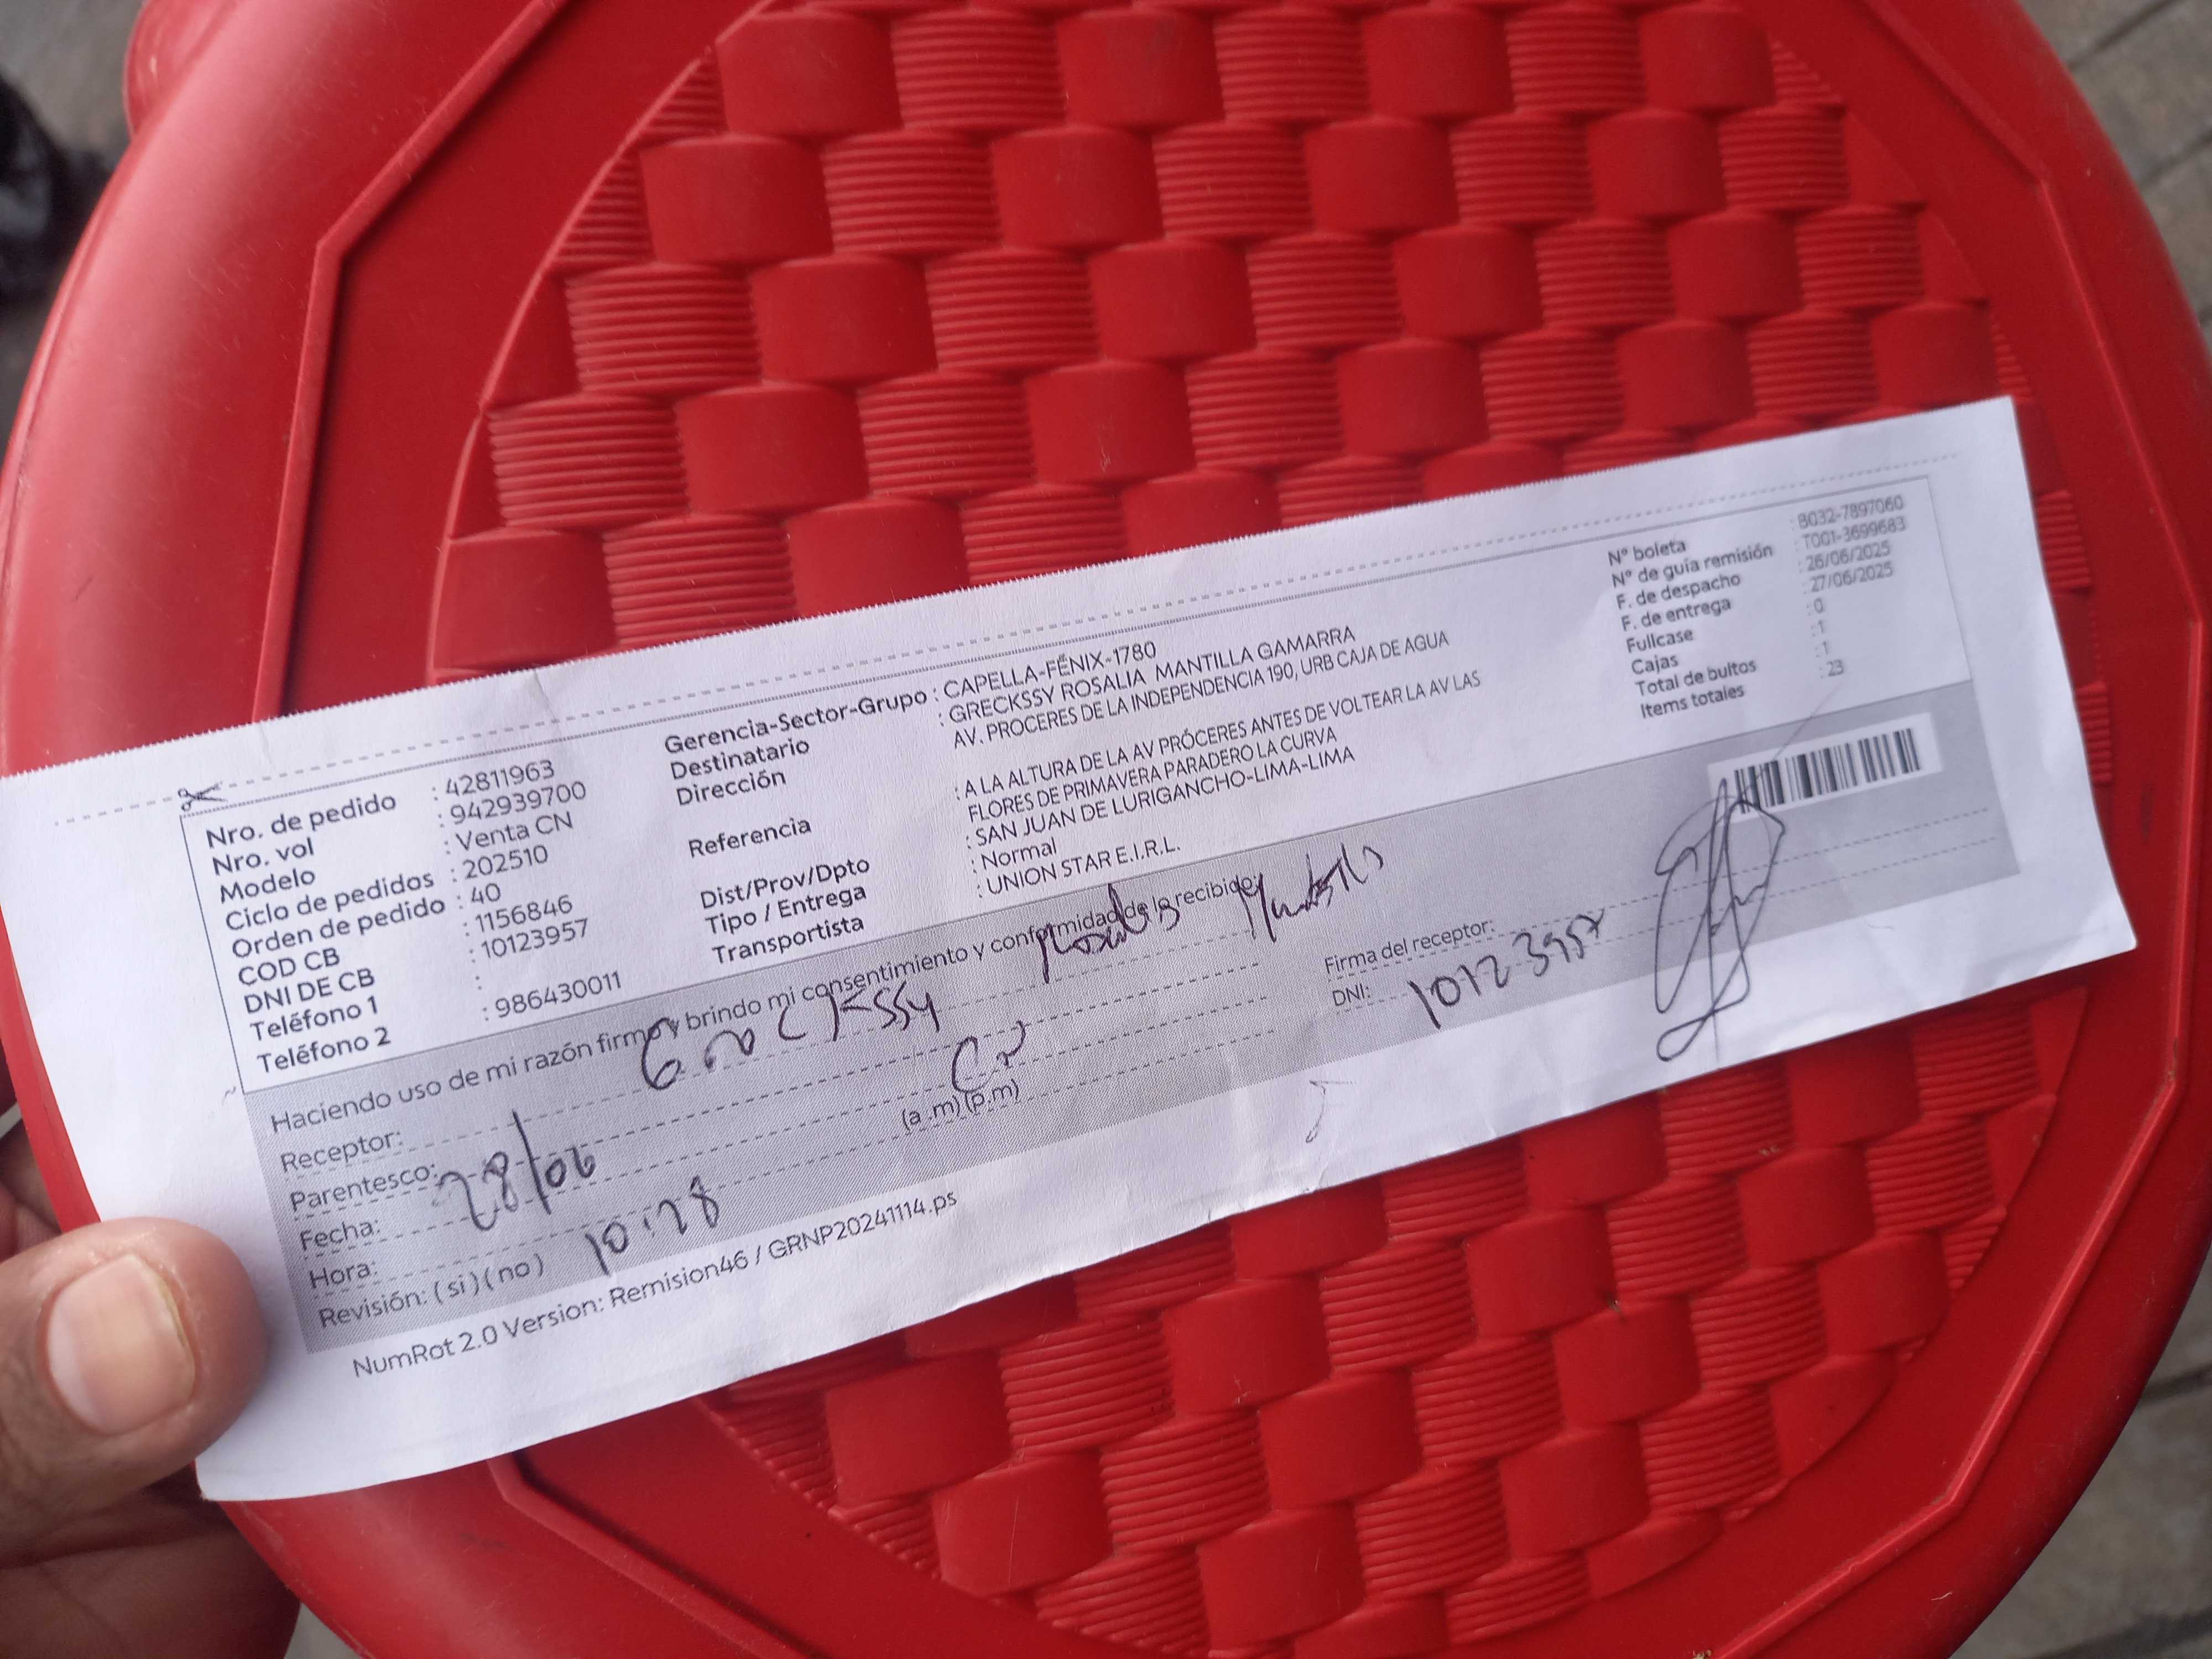 Nro. de pedido : 42811963
Nro. vol : 942939700
Modelo : Venta CN
Ciclo de pedidos : 202510
Orden de pedido : 40
COD CB : 1156846
DNI DE CB : 10123957
Teléfono 1 :
Teléfono 2 : 986430011
Gerencia-Sector-Grupo : CAPELLA-FÉNIX-1780
Destinatario : GRECKSSY ROSALIA MANTILLA GAMARRA
Dirección AV. PROCERES DE LA INDEPENDENCIA 190, URB CAJA DE AGUA
Referencia : A LA ALTURA DE LA AV PRÓCERES ANTES DE VOLTEAR LA AV LAS
FLORES DE PRIMAVERA PARADERO LA CURVA
Dist/Prov/Dpto : SAN JUAN DE LURIGANCHO-LIMA-LIMA
Tipo / Entrega : Normal
Transportista : UNION STAR E.I.R.L.
N° boleta : B032-7897060
N° de guía remisión : T001-3699683
F. de despacho : 26/06/2025
F. de entrega : 27/06/2025
Fullcase : 0
Cajas : 1
Total de bultos : 1
Items totales : 23
Haciendo uso de mi razón firmo y brindo mi consentimiento y conformidad de lo recibido:
Receptor:
Parentesco:
Fecha: 28/06
Hora: 10:28 (a.m) (p.m)
Revisión: ( si ) ( no )
Firma del receptor:
DNI: 10123957
NumRot 2.0 Version: Remision46 / GRNP20241114.ps